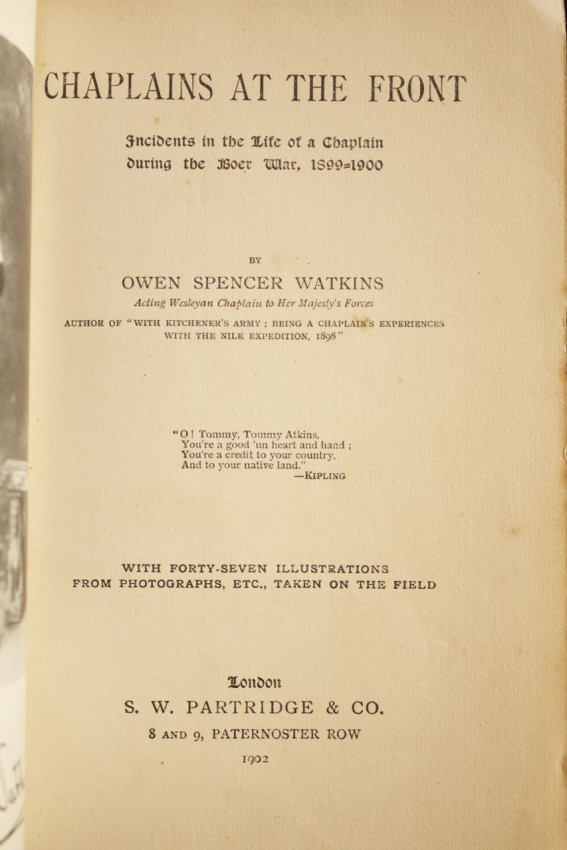 CHAPLAINS AT THE FRONT
Incidents in the Life of a Chaplain
during the Boer War, 1899=1900
BY
OWEN SPENCER WATKINS
Acting Wesleyan Chaplain to Her Majesty's Forces
AUTHOR OF "WITH KITCHENER'S ARMY; BEING A CHAPLAIN'S EXPERIENCES
WITH THE NILE EXPEDITION, 1898"
"O! Tommy, Tommy Atkins,
You're a good 'un heart and hand;
You're a credit to your country,
And to your native land."
—KIPLING
WITH FORTY-SEVEN ILLUSTRATIONS
FROM PHOTOGRAPHS, ETC., TAKEN ON THE FIELD
London
S. W. PARTRIDGE & CO.
8 AND 9, PATERNOSTER ROW
1902